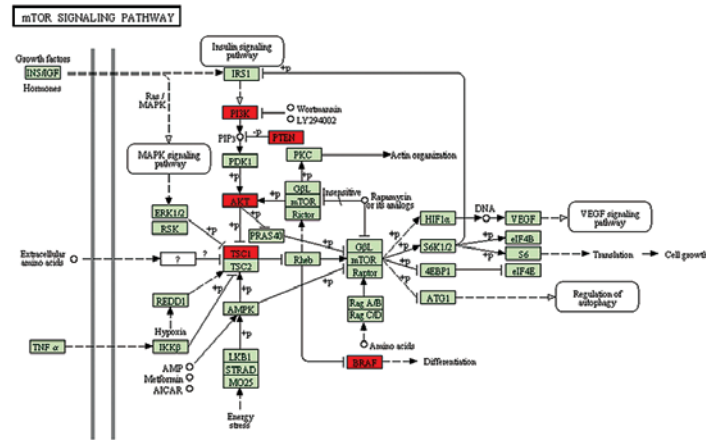 mTOR SIGNALING PATHWAY
Growth factors
INS/IGF
Hormones
Insulin signaling
pathway
IRS1
+p
Ras /
MAPK
PI3K
Wortmannin
LY294002
PIP3
-p
PTEN
MAPK signaling
pathway
PDK1
PKC
Actin organization
+p
+p
AKT
+p
GβL
mTOR
Rictor
Insensitive
Rapamycin
or its analogs
DNA
ERK1/2
RSK
+p
+p
+p
PRAS40
+p
HIF1α
VEGF
VEGF signaling
pathway
Extracellular
amino acids
?
?
TSC1
TSC2
Rheb
GβL
mTOR
Raptor
+p
+p
S6K1/2
+p
+p
eIF4B
S6
Translation
Cell growth
4EBP1
eIF4E
REDD1
+p
+p
+p
+p
ATG1
Regulation of
autophagy
Hypoxia
AMPK
Rag A/B
Rag C/D
TNF α
IKKβ
+p
Amino acids
AMP
Metformin
AICAR
LKB1
STRAD
MO25
BRAF
Differentiation
Energy
stress